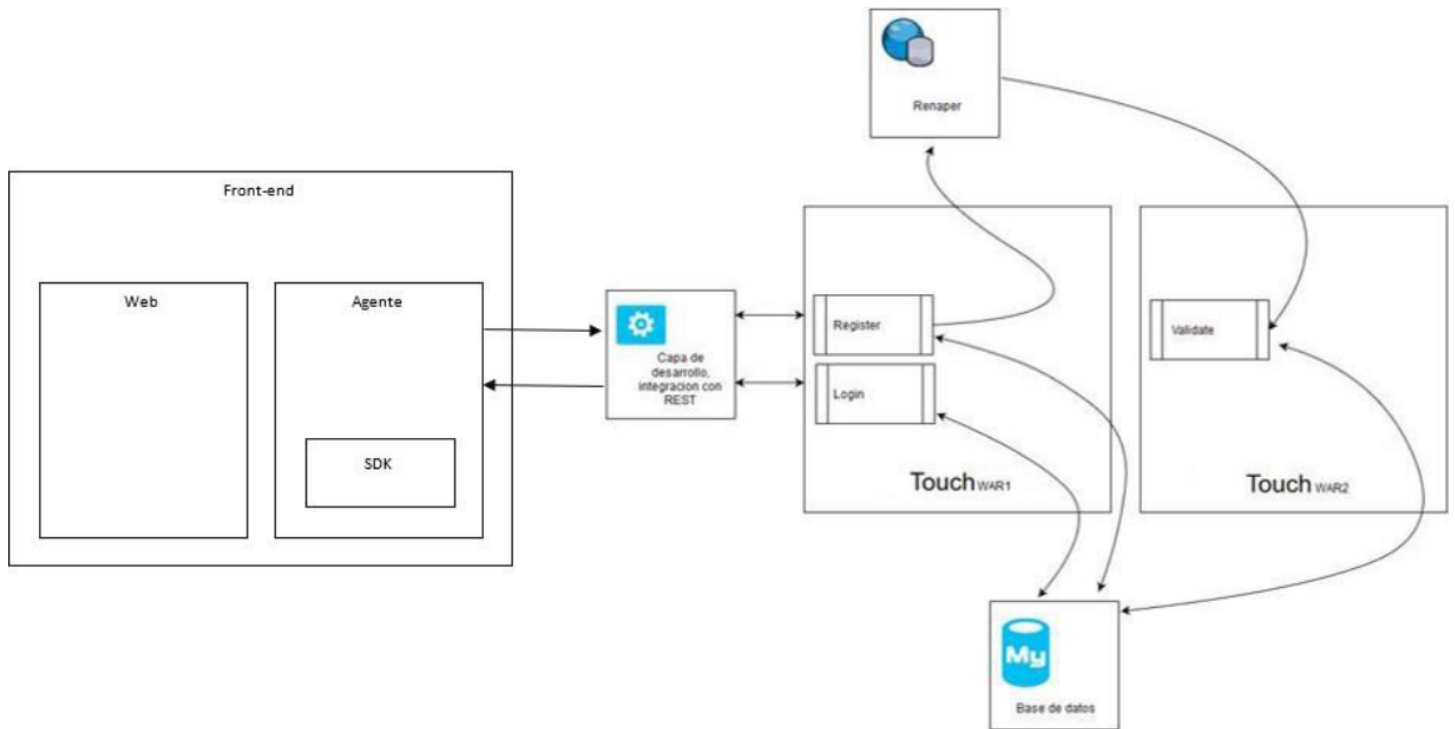 Renaper
Front-end
Web
Agente
SDK
Capa de
desarrollo,
integracion con
REST
Register
Login
Touch WAR1
Validate
Touch WAR2
My
Base de datos